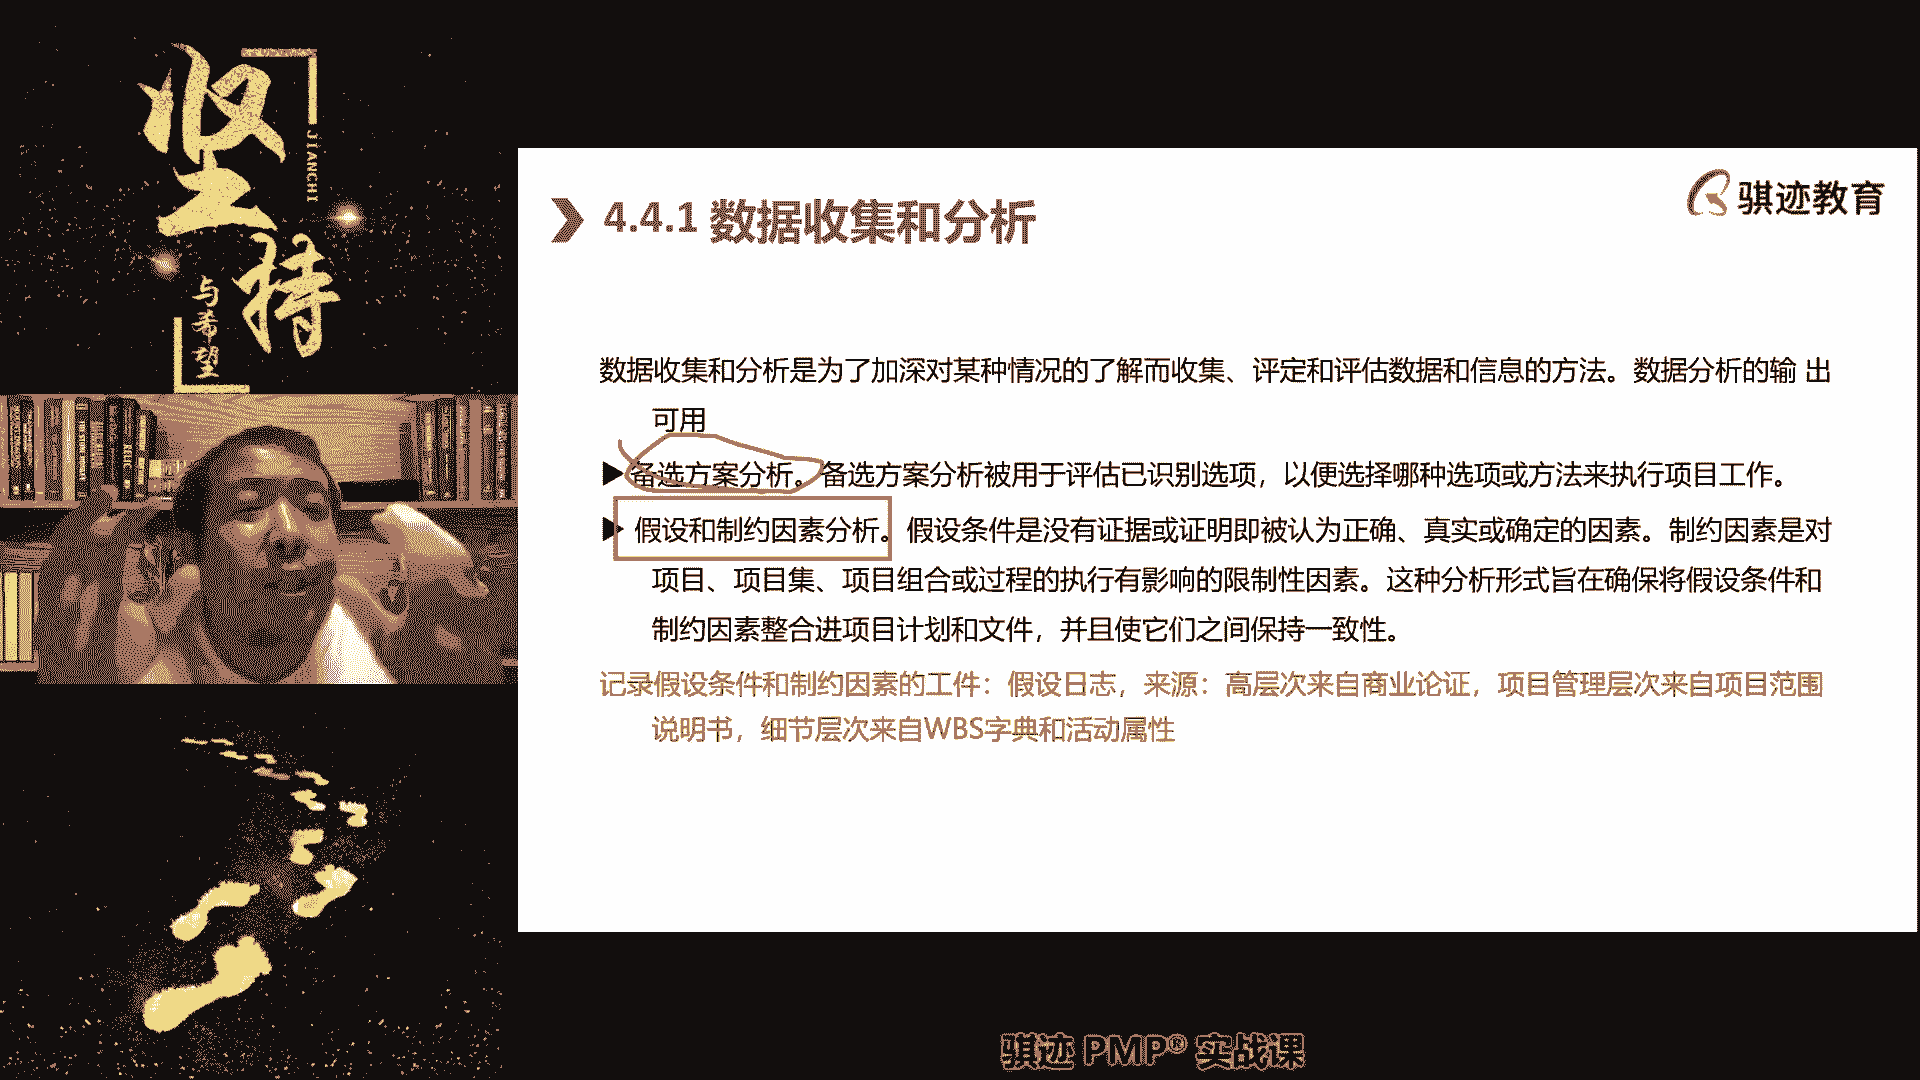 坚持
JIANCHI
与希望
骐迹教育
4.4.1 数据收集和分析
数据收集和分析是为了加深对某种情况的了解而收集、评定和评估数据和信息的方法。数据分析的输 出
可用
备选方案分析。备选方案分析被用于评估已识别选项，以便选择哪种选项或方法来执行项目工作。
假设和制约因素分析。假设条件是没有证据或证明即被认为正确、真实或确定的因素。制约因素是对
项目、项目集、项目组合或过程的执行有影响的限制性因素。这种分析形式旨在确保将假设条件和
制约因素整合进项目计划和文件，并且使它们之间保持一致性。
记录假设条件和制约因素的工件：假设日志，来源：高层次来自商业论证，项目管理层次来自项目范围
说明书，细节层次来自WBS字典和活动属性
骐迹 PMP® 实战课